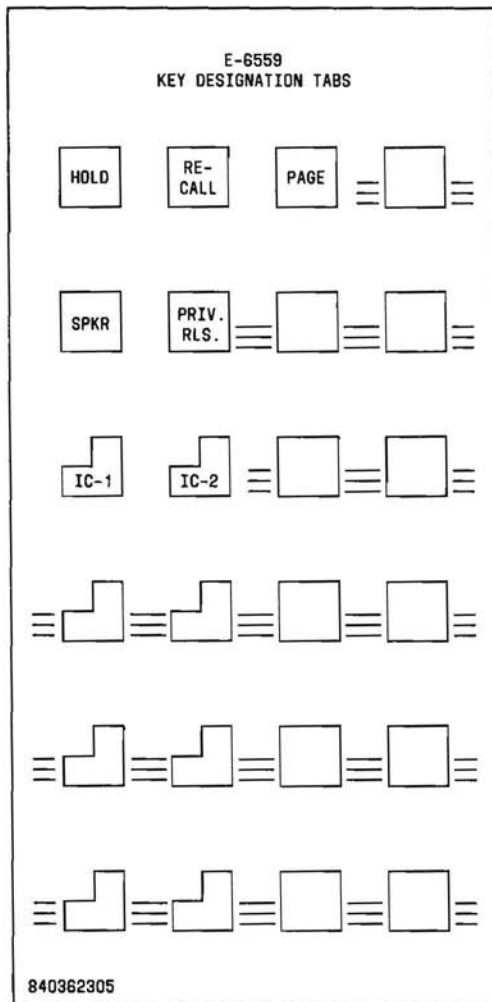 E-6559
KEY DESIGNATION TABS
HOLD
RE-
CALL
PAGE
SPKR
PRIV.
RLS.
IC-1
IC-2
840362305